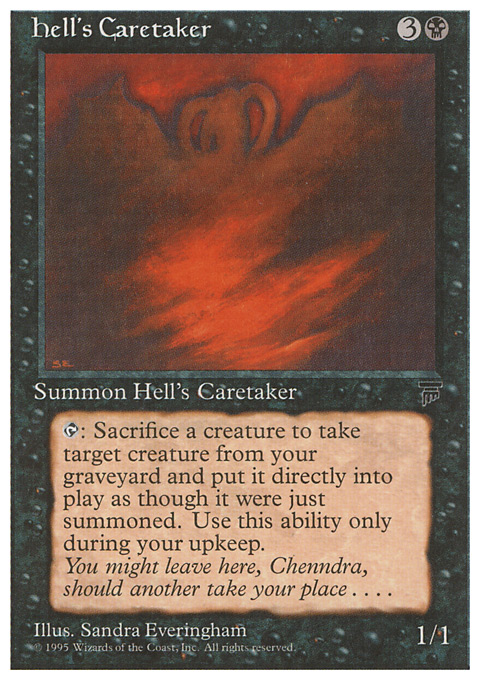 Hell's Caretaker
3
Summon Hell's Caretaker
: Sacrifice a creature to take
target creature from your
graveyard and put it directly into
play as though it were just
summoned. Use this ability only
during your upkeep.
You might leave here, Chenndra,
should another take your place . . . .
Illus. Sandra Everingham
© 1995 Wizards of the Coast, Inc. All rights reserved.
1/1